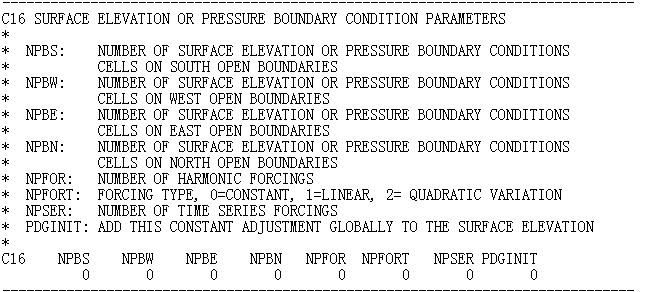 --------------------------------------------------------------------------------
C16 SURFACE ELEVATION OR PRESSURE BOUNDARY CONDITION PARAMETERS
*
*  NPBS:    NUMBER OF SURFACE ELEVATION OR PRESSURE BOUNDARY CONDITIONS
*           CELLS ON SOUTH OPEN BOUNDARIES
*  NPBW:    NUMBER OF SURFACE ELEVATION OR PRESSURE BOUNDARY CONDITIONS
*           CELLS ON WEST OPEN BOUNDARIES
*  NPBE:    NUMBER OF SURFACE ELEVATION OR PRESSURE BOUNDARY CONDITIONS
*           CELLS ON EAST OPEN BOUNDARIES
*  NPBN:    NUMBER OF SURFACE ELEVATION OR PRESSURE BOUNDARY CONDITIONS
*           CELLS ON NORTH OPEN BOUNDARIES
*  NPFOR:   NUMBER OF HARMONIC FORCINGS
*  NPFORT:  FORCING TYPE, 0=CONSTANT, 1=LINEAR, 2= QUADRATIC VARIATION
*  NPSER:   NUMBER OF TIME SERIES FORCINGS
*  PDGINIT: ADD THIS CONSTANT ADJUSTMENT GLOBALLY TO THE SURFACE ELEVATION
*
C16    NPBS    NPBW    NPBE    NPBN   NPFOR  NPFORT   NPSER PDGINIT
          0       0       0       0       0       0       0       0
--------------------------------------------------------------------------------